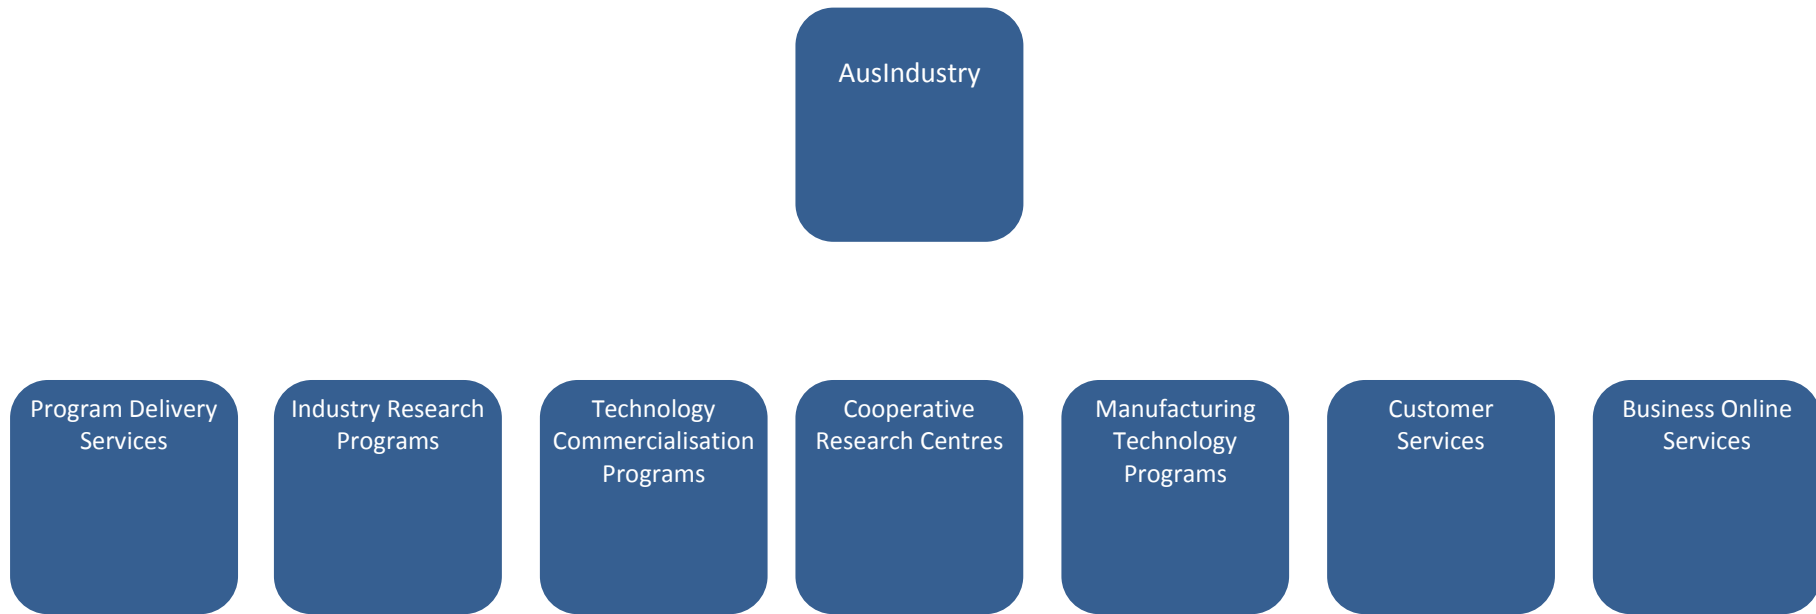 AusIndustry
Program Delivery
Services
Industry Research
Programs
Technology
Commercialisation
Programs
Cooperative
Research Centres
Manufacturing
Technology
Programs
Customer
Services
Business Online
Services